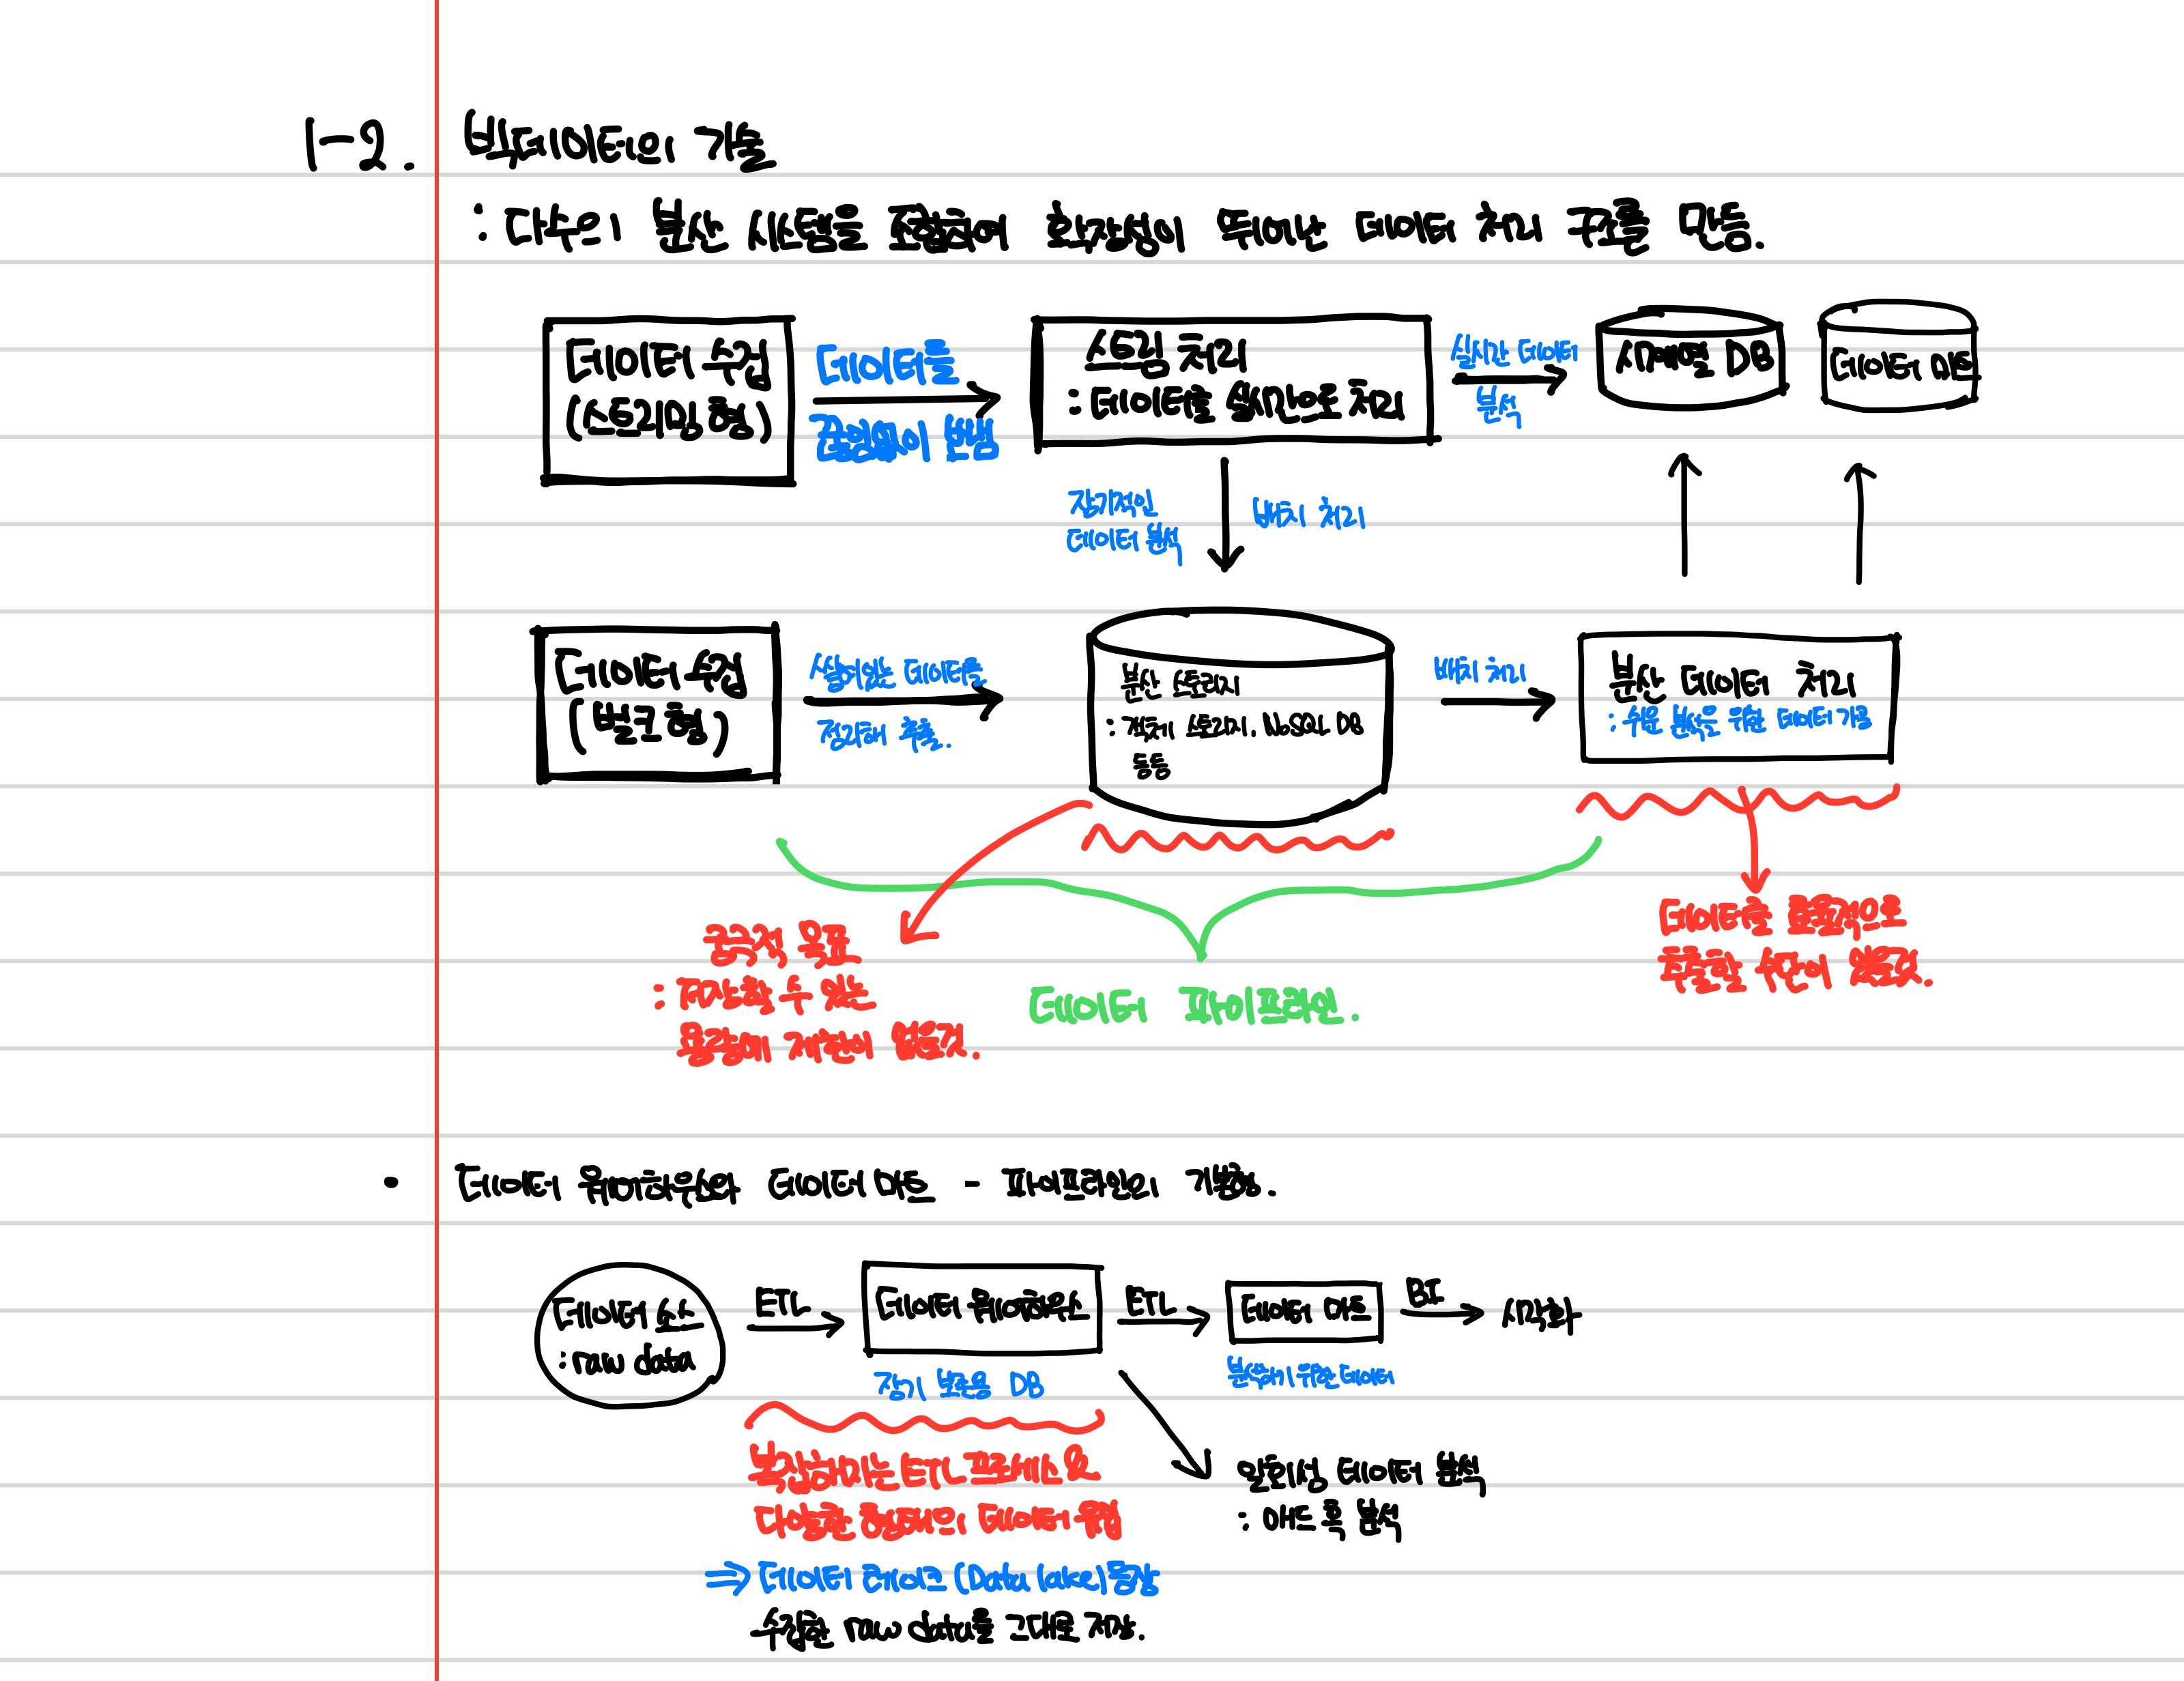 1-2. 빅데이터의 기술
: 다수의 분산 시스템을 조합하여 확장성이 뛰어난 데이터 처리 구조를 만듬.
데이터 수집
(스트리밍 형)
데이터를
끊임없이 보냄
스트림 처리
: 데이터를 실시간으로 처리
실시간 데이터
분석
시계열 DB
데이터 마트
장기적인
데이터 분석
배치 처리
데이터 수집
(벌크 형)
쌓여있는 데이터를
정리해 추출.
분산 스토리지
: 객체 스토리지, NoSQL DB
등등
배치 처리
분산 데이터 처리
: 쉬운 분석을 위한 데이터 가공
궁극적 목표
: 저장할 수 있는
용량에 제한이 없을것.
데이터 파이프라인.
데이터를 효율적으로
추출할 수단이 있을것.
· 데이터 웨어하우스와 데이터 마트 - 파이프라인의 기본형.
데이터 소스
: raw data
ETL
데이터 웨어하우스
장기 보존용 DB
ETL
데이터 마트
분석하기 위한 데이터
BI
시각화
복잡해지는 ETL 프로세스와
다양한 형태의 데이터 수집
⇒ 데이터 레이크 (Data lake) 등장
수집한 raw data를 그대로 저장.
일회성 데이터 분석
: 애드 혹 분석